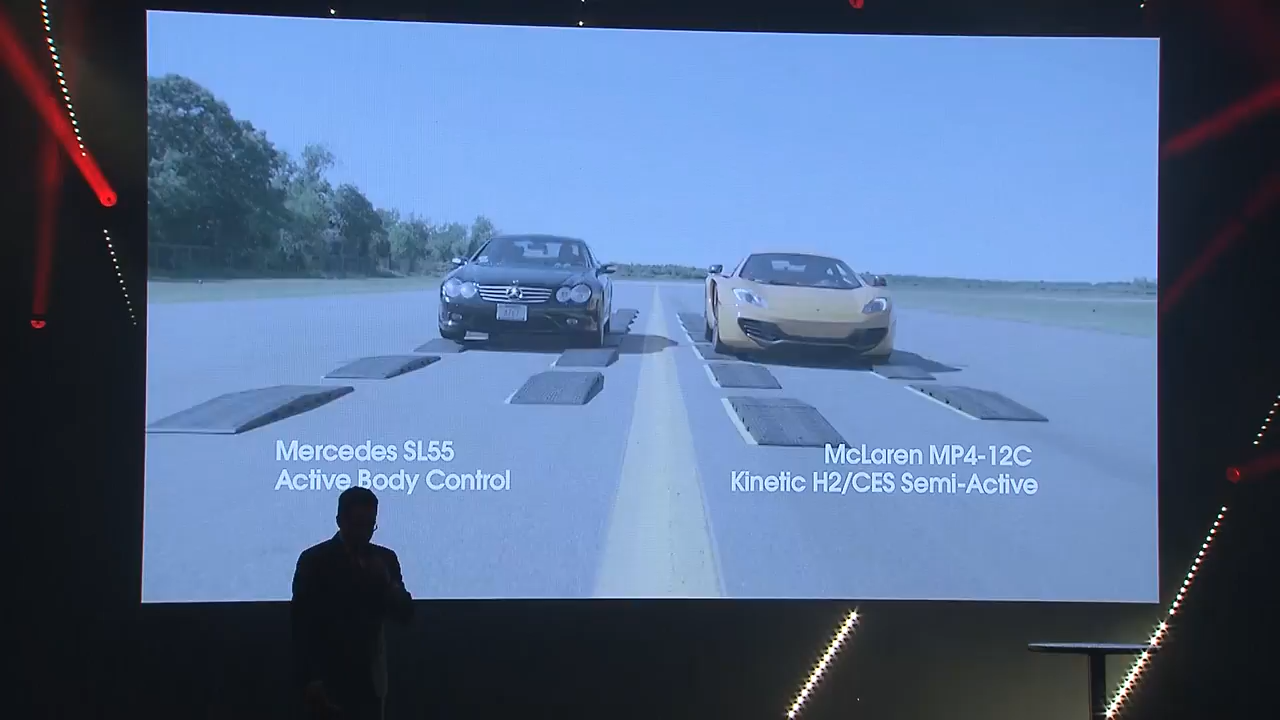 Mercedes SL55
Active Body Control
McLaren MP4-12C
Kinetic H2/CES Semi-Active